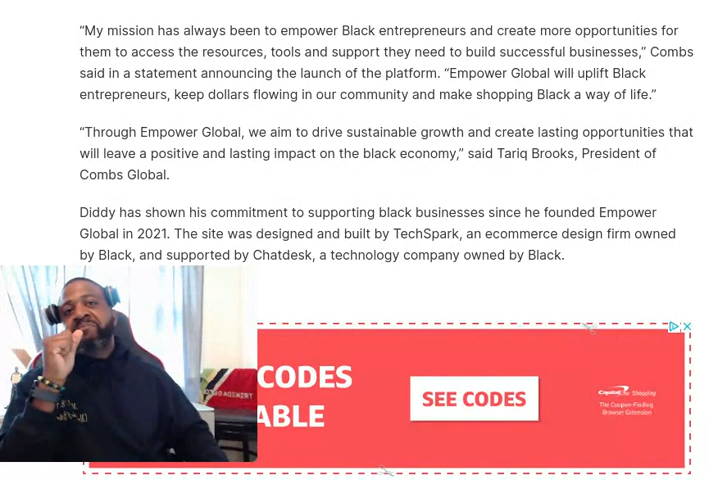 “My mission has always been to empower Black entrepreneurs and create more opportunities for
them to access the resources, tools and support they need to build successful businesses,” Combs
said in a statement announcing the launch of the platform. “Empower Global will uplift Black
entrepreneurs, keep dollars flowing in our community and make shopping Black a way of life.”
“Through Empower Global, we aim to drive sustainable growth and create lasting opportunities that
will leave a positive and lasting impact on the black economy,” said Tariq Brooks, President of
Combs Global.
Diddy has shown his commitment to supporting black businesses since he founded Empower
Global in 2021. The site was designed and built by TechSpark, an ecommerce design firm owned
by Black, and supported by Chatdesk, a technology company owned by Black.
CODES
ABLE
SEE CODES
Capital One Shopping
The Coupon-Finding
Browser Extension